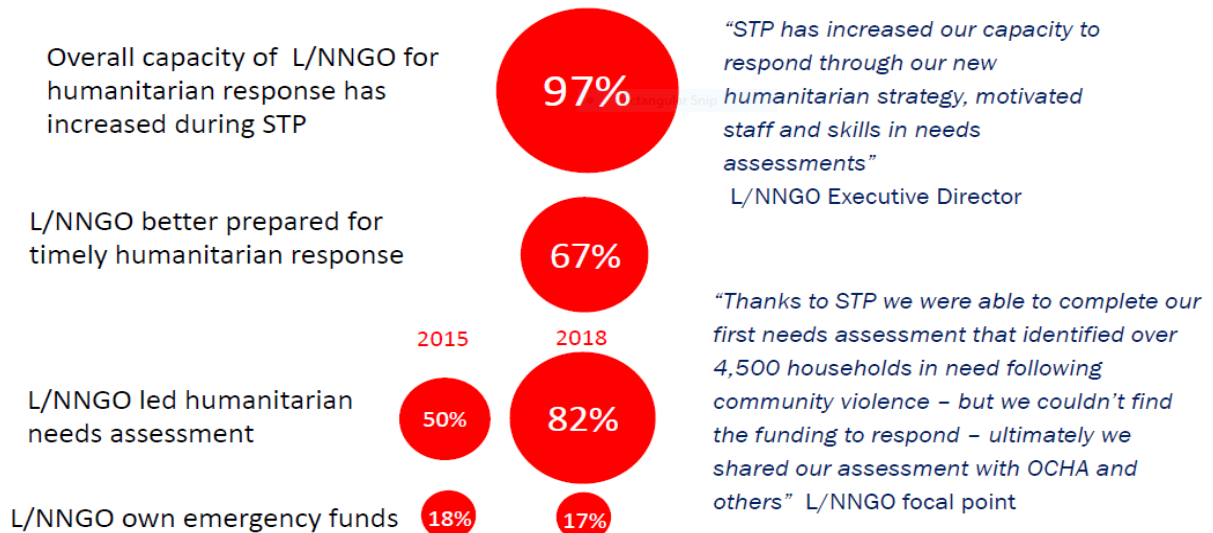 Overall capacity of L/NNGO for
humanitarian response has
increased during STP
97%
“STP has increased our capacity to
respond through our new
humanitarian strategy, motivated
staff and skills in needs
assessments”
L/NNGO Executive Director
L/NNGO better prepared for
timely humanitarian response
67%
2015
2018
L/NNGO led humanitarian
needs assessment
50%
82%
“Thanks to STP we were able to complete our
first needs assessment that identified over
4,500 households in need following
community violence – but we couldn’t find
the funding to respond – ultimately we
shared our assessment with OCHA and
others” L/NNGO focal point
L/NNGO own emergency funds
18%
17%